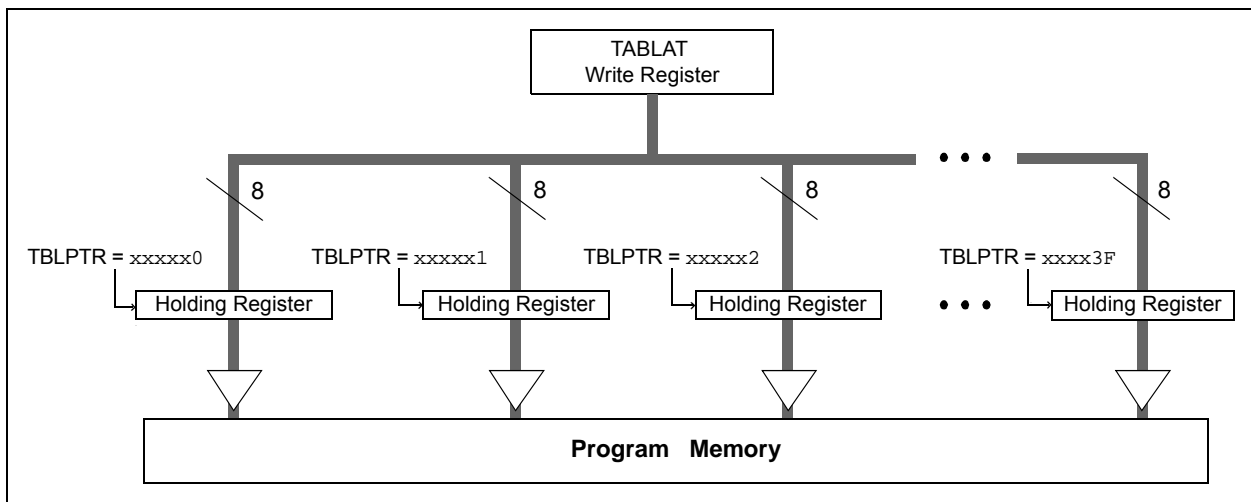 TABLAT
Write Register
8
8
8
8
TBLPTR = xxxxx0
TBLPTR = xxxxx1
TBLPTR = xxxxx2
TBLPTR = xxxx3F
Holding Register
Holding Register
Holding Register
Holding Register
Program Memory